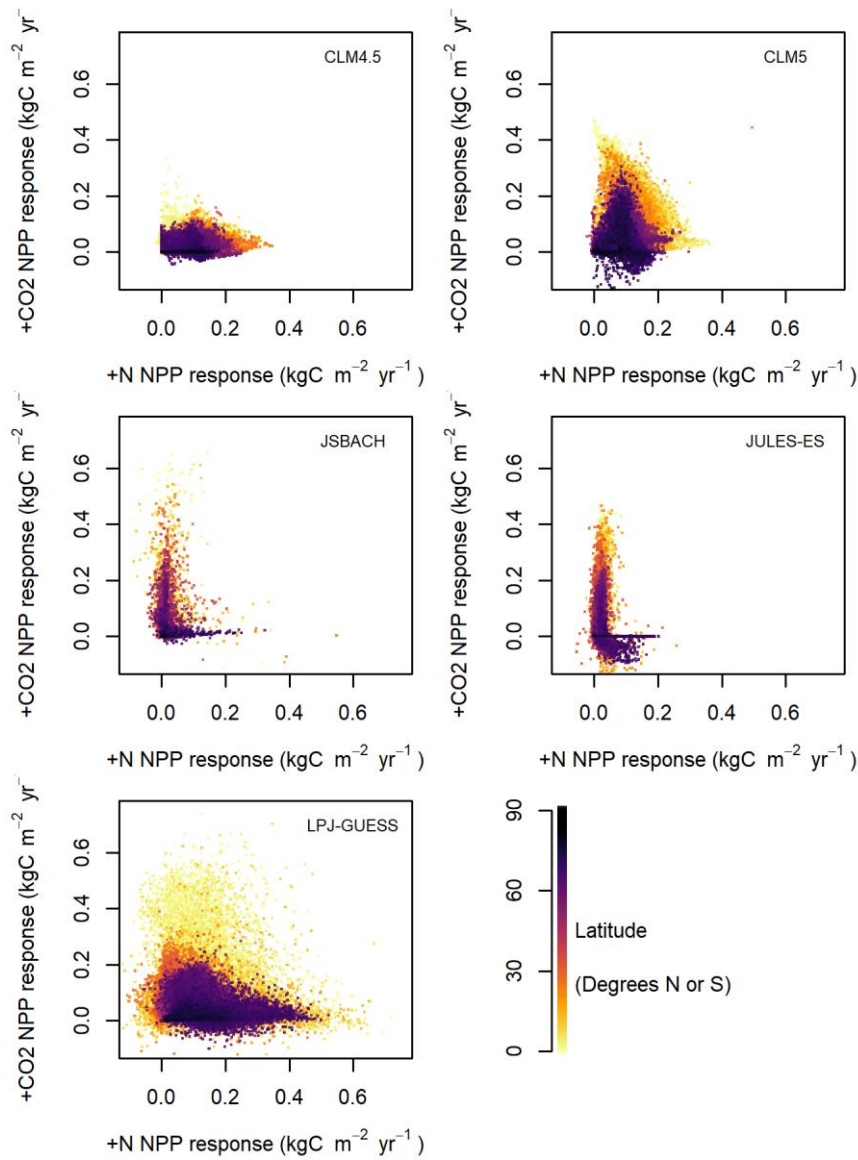 CLM4.5
+CO2 NPP response (kgC m−2 yr−
0.0 0.2 0.4 0.6
0.0 0.2 0.4 0.6
+N NPP response (kgC m−2 yr−1 )
CLM5
+CO2 NPP response (kgC m−2 yr−
0.0 0.2 0.4 0.6
0.0 0.2 0.4 0.6
+N NPP response (kgC m−2 yr−1 )
JSBACH
+CO2 NPP response (kgC m−2 yr−
0.0 0.2 0.4 0.6
0.0 0.2 0.4 0.6
+N NPP response (kgC m−2 yr−1 )
JULES-ES
+CO2 NPP response (kgC m−2 yr−
0.0 0.2 0.4 0.6
0.0 0.2 0.4 0.6
+N NPP response (kgC m−2 yr−1 )
LPJ-GUESS
+CO2 NPP response (kgC m−2 yr−
0.0 0.2 0.4 0.6
0.0 0.2 0.4 0.6
+N NPP response (kgC m−2 yr−1 )
0 30 60 90
Latitude
(Degrees N or S)